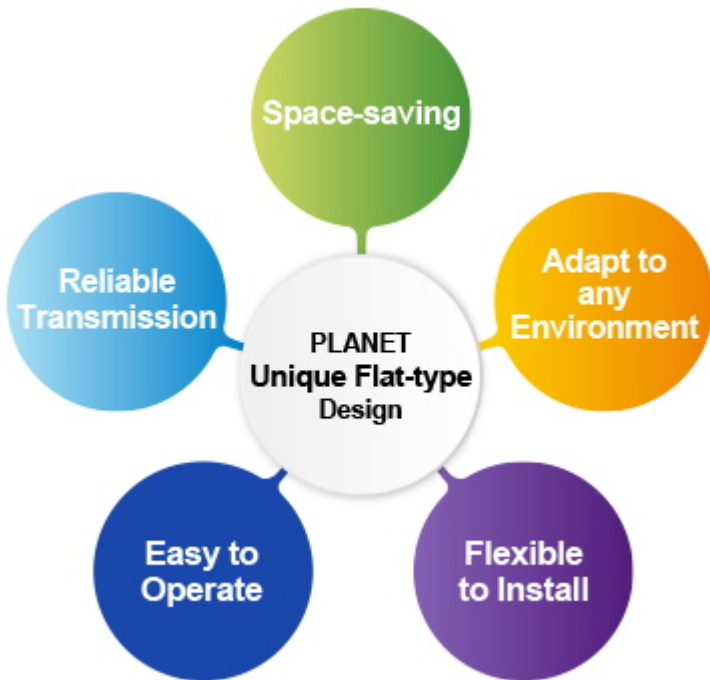 Space-saving
Reliable
Transmission
Adapt to
any
Environment
PLANET
Unique Flat-type
Design
Easy to
Operate
Flexible
to Install